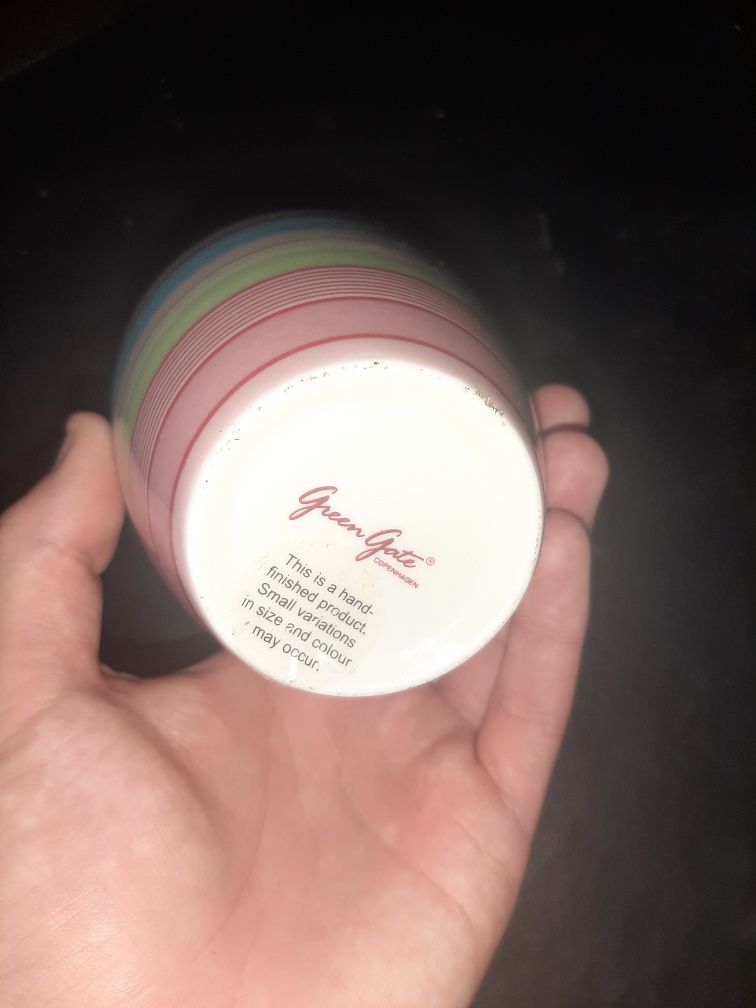 Green Gate®
COPENHAGEN
This is a hand-
finished product.
Small variations
in size and colour
may occur.